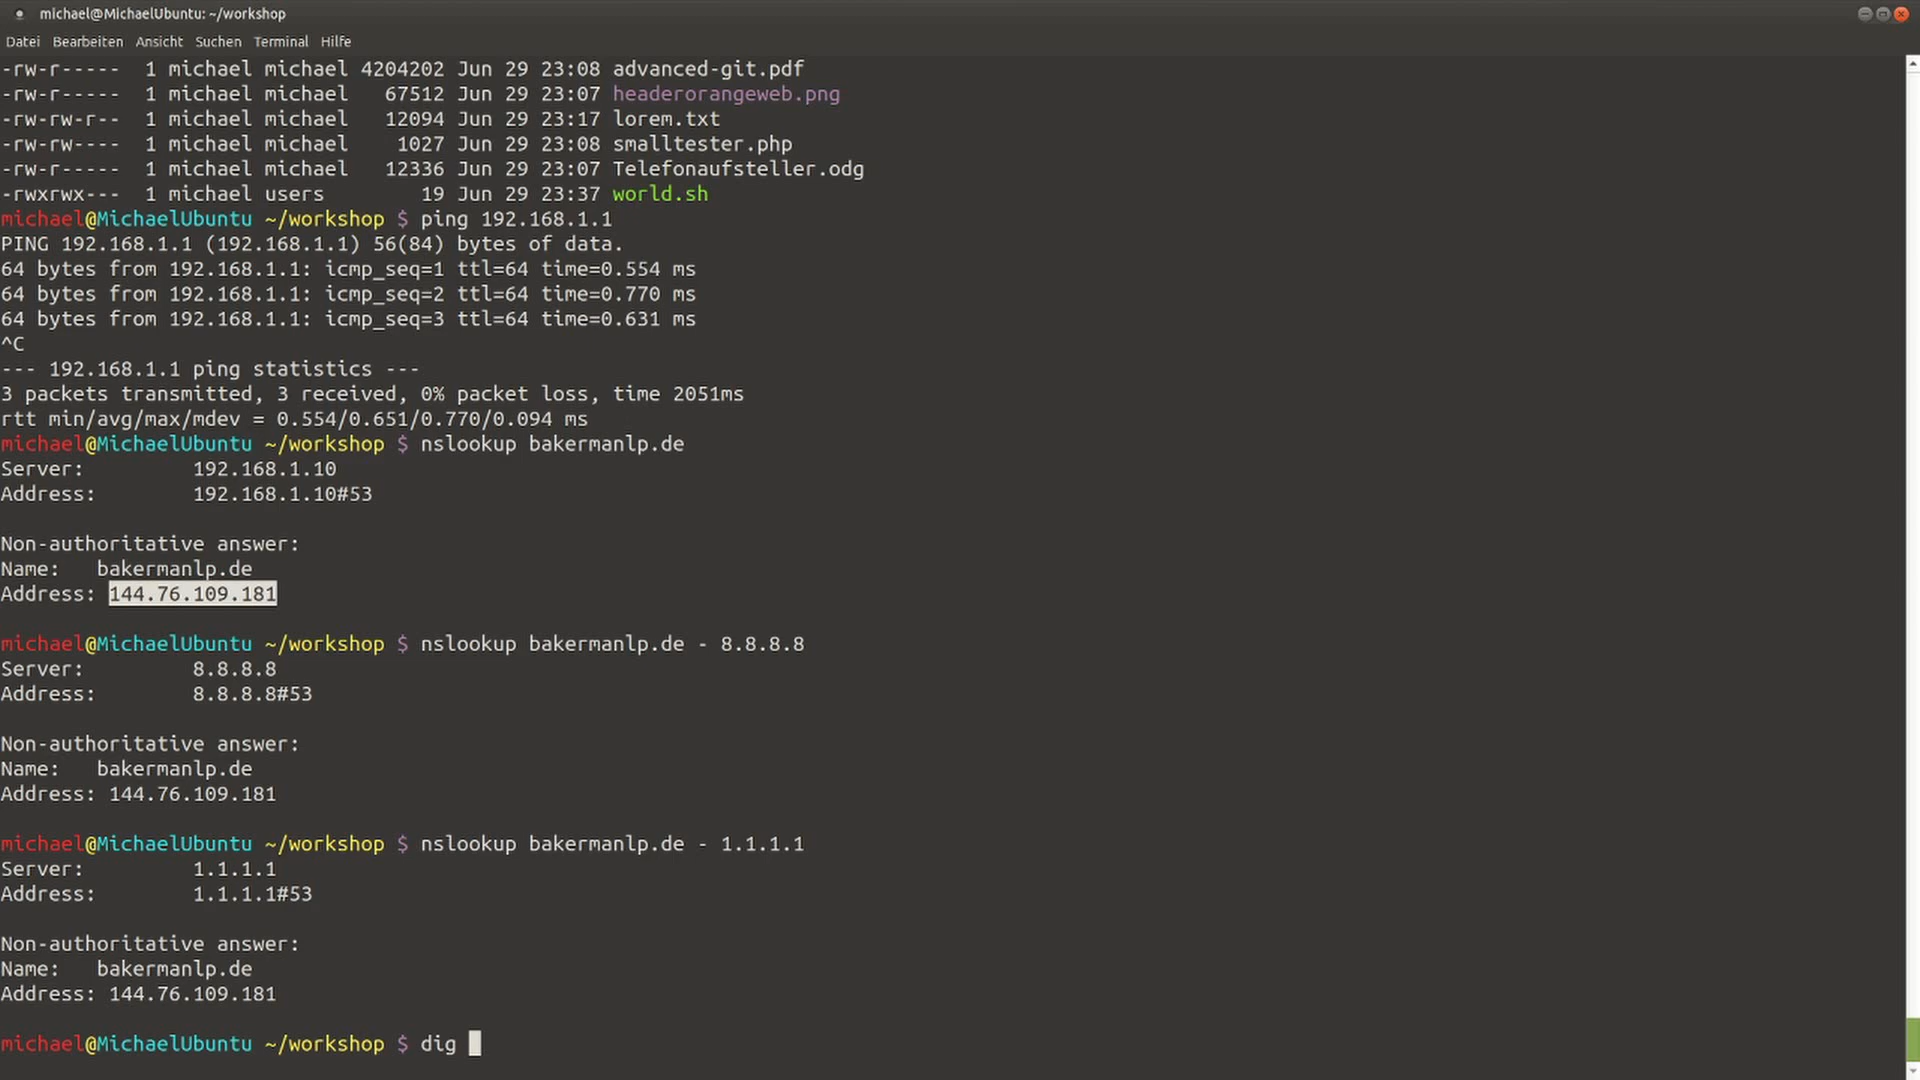 michael@MichaelUbuntu: ~/workshop
Datei Bearbeiten Ansicht Suchen Terminal Hilfe
-rw-r-----  1 michael michael 4204202 Jun 29 23:08 advanced-git.pdf
-rw-r-----  1 michael michael   67512 Jun 29 23:07 headerorangeweb.png
-rw-rw-r--  1 michael michael   12094 Jun 29 23:17 lorem.txt
-rw-rw----  1 michael michael    1027 Jun 29 23:08 smalltester.php
-rw-r-----  1 michael michael   12336 Jun 29 23:07 Telefonaufsteller.odg
-rwxrwx---  1 michael users        19 Jun 29 23:37 world.sh
michael@MichaelUbuntu ~/workshop $ ping 192.168.1.1
PING 192.168.1.1 (192.168.1.1) 56(84) bytes of data.
64 bytes from 192.168.1.1: icmp_seq=1 ttl=64 time=0.554 ms
64 bytes from 192.168.1.1: icmp_seq=2 ttl=64 time=0.770 ms
64 bytes from 192.168.1.1: icmp_seq=3 ttl=64 time=0.631 ms
^C
--- 192.168.1.1 ping statistics ---
3 packets transmitted, 3 received, 0% packet loss, time 2051ms
rtt min/avg/max/mdev = 0.554/0.651/0.770/0.094 ms
michael@MichaelUbuntu ~/workshop $ nslookup bakermanlp.de
Server:         192.168.1.10
Address:        192.168.1.10#53
Non-authoritative answer:
Name:   bakermanlp.de
Address: 144.76.109.181
michael@MichaelUbuntu ~/workshop $ nslookup bakermanlp.de - 8.8.8.8
Server:         8.8.8.8
Address:        8.8.8.8#53
Non-authoritative answer:
Name:   bakermanlp.de
Address: 144.76.109.181
michael@MichaelUbuntu ~/workshop $ nslookup bakermanlp.de - 1.1.1.1
Server:         1.1.1.1
Address:        1.1.1.1#53
Non-authoritative answer:
Name:   bakermanlp.de
Address: 144.76.109.181
michael@MichaelUbuntu ~/workshop $ dig